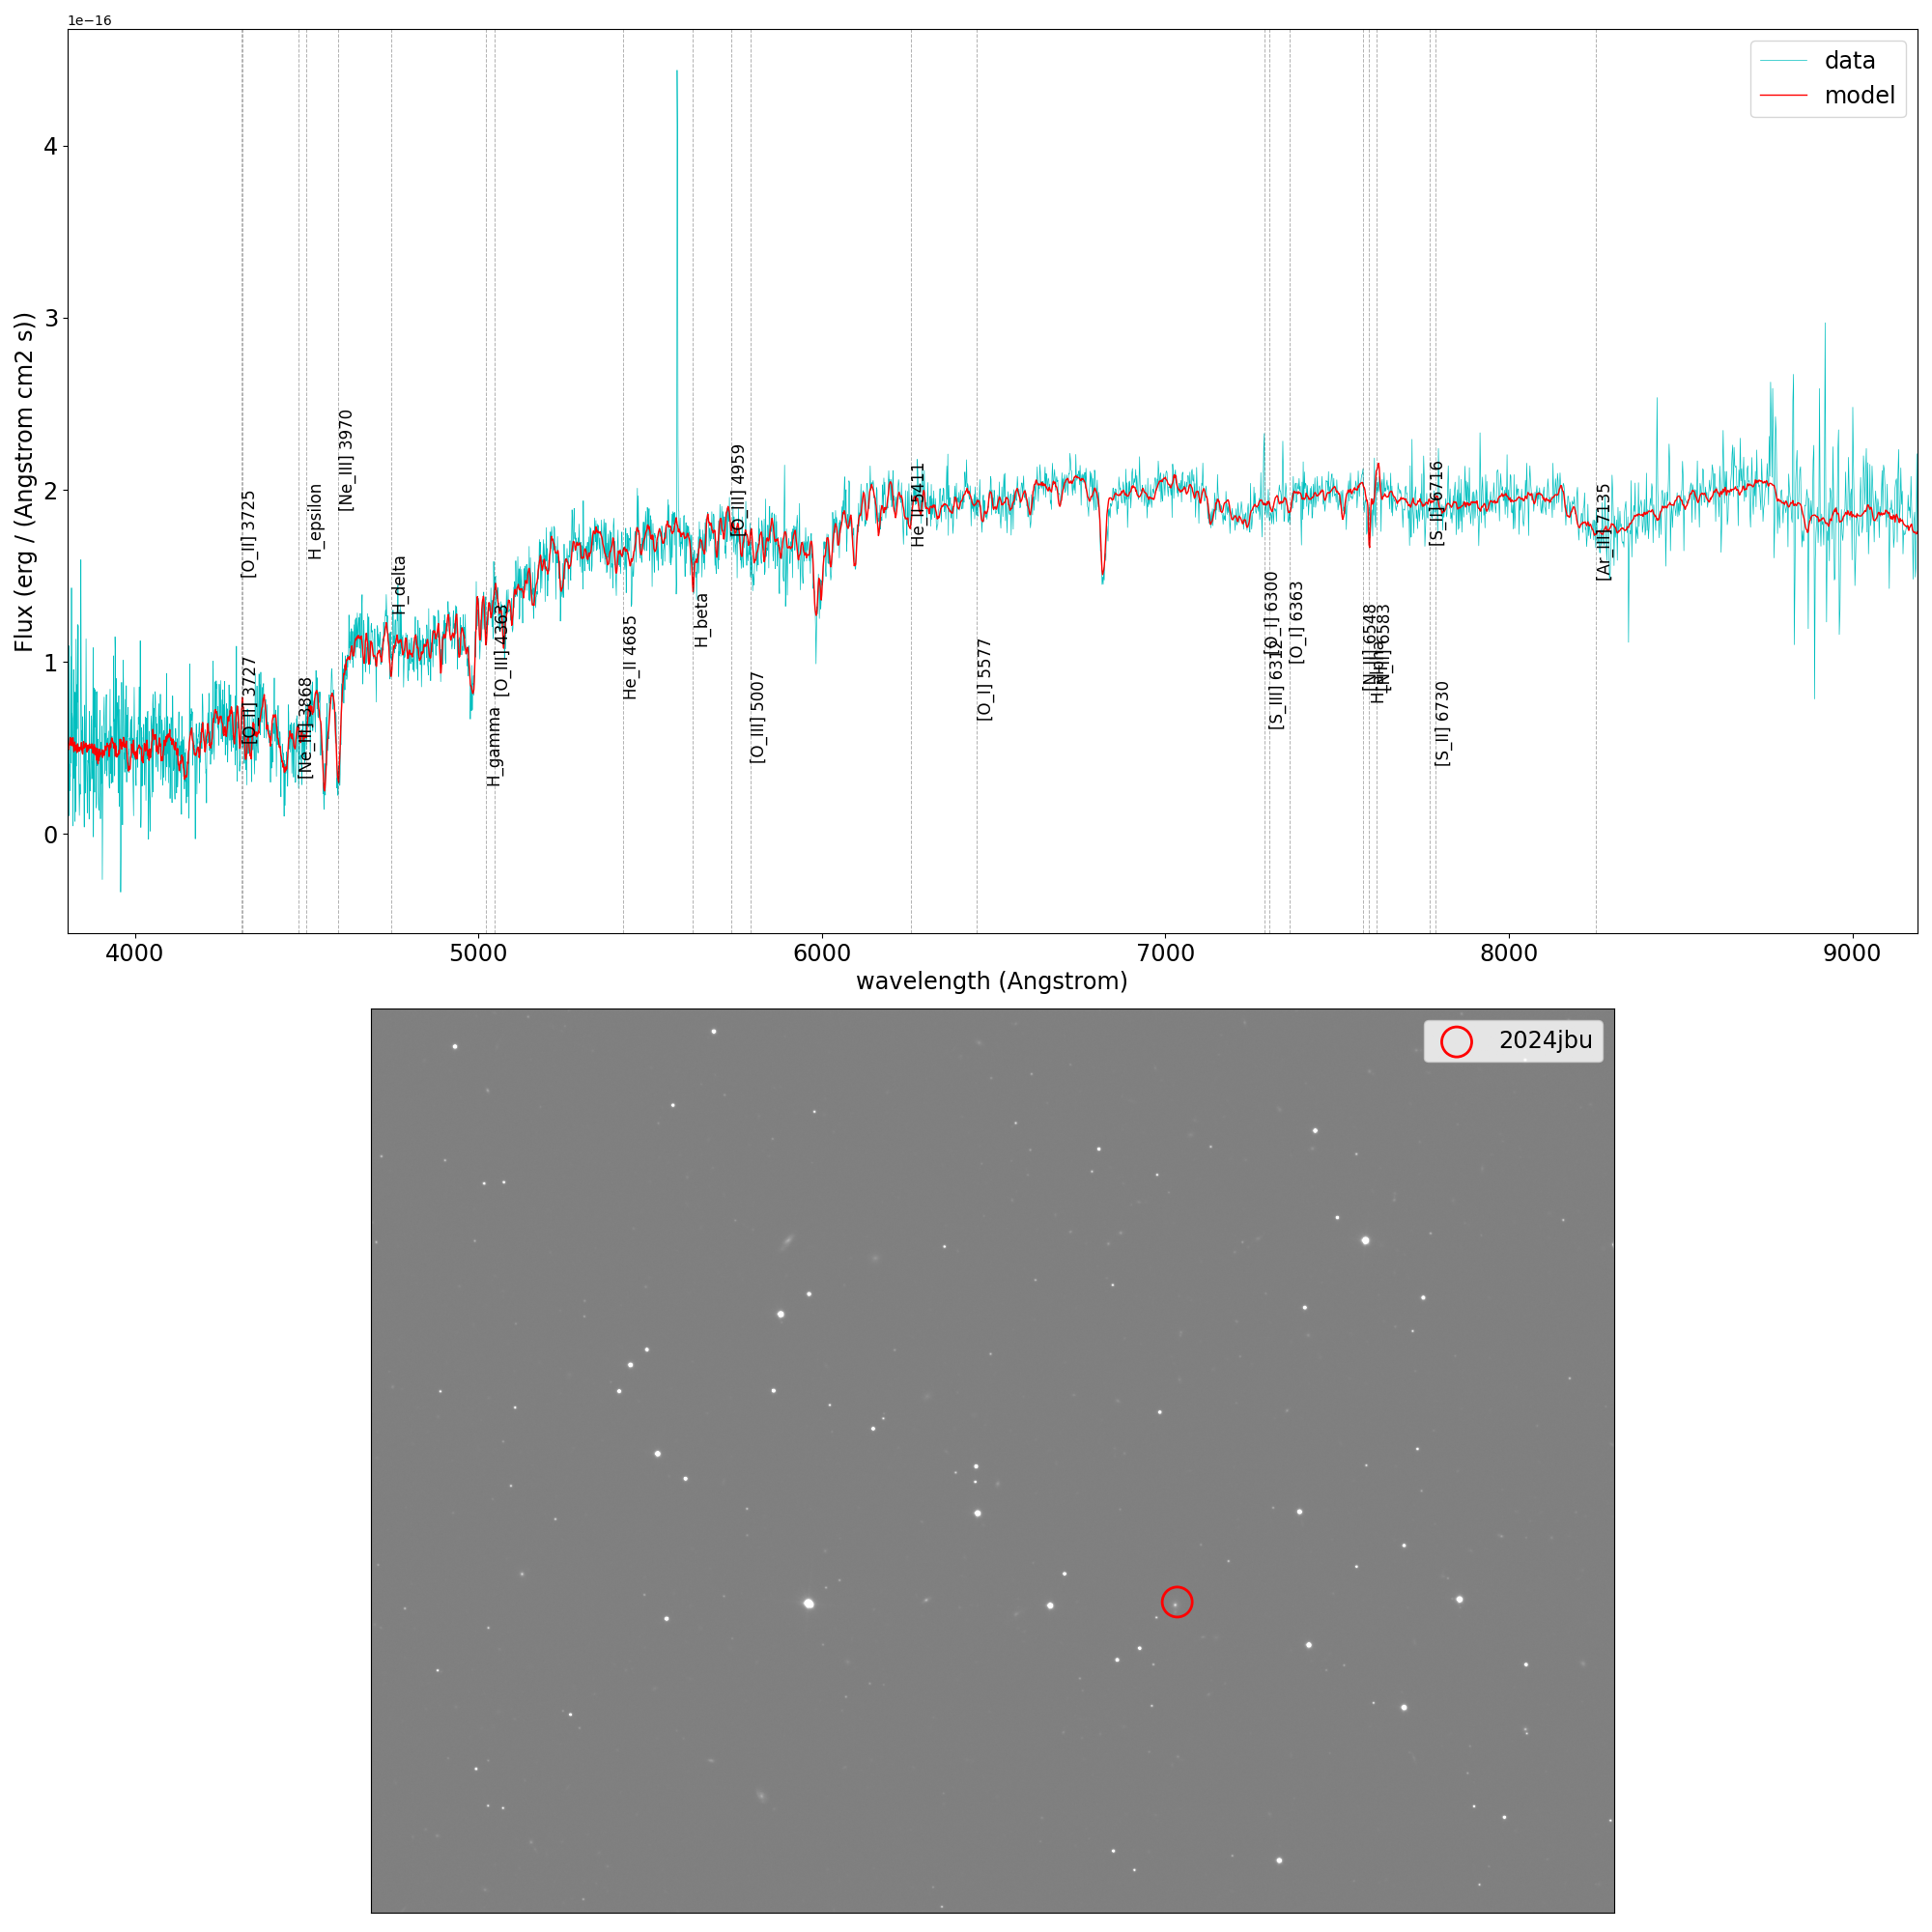 1e−16
data
model
4
3
2
1
0
Flux (erg / (Angstrom cm2 s))
[O_II] 3725
[O_II] 3727
[Ne_III] 3868
H_epsilon
[Ne_III] 3970
H_delta
H_gamma
[O_III] 4363
He_II 4685
H_beta
[O_III] 4959
[O_III] 5007
He_II 5411
[O_I] 5577
[O_I] 6300
[S_III] 6312
[O_I] 6363
[N_II] 6548
H_alpha
[N_II] 6583
[S_II] 6716
[S_II] 6730
[Ar_III] 7135
4000
5000
6000
7000
8000
9000
wavelength (Angstrom)
2024jbu